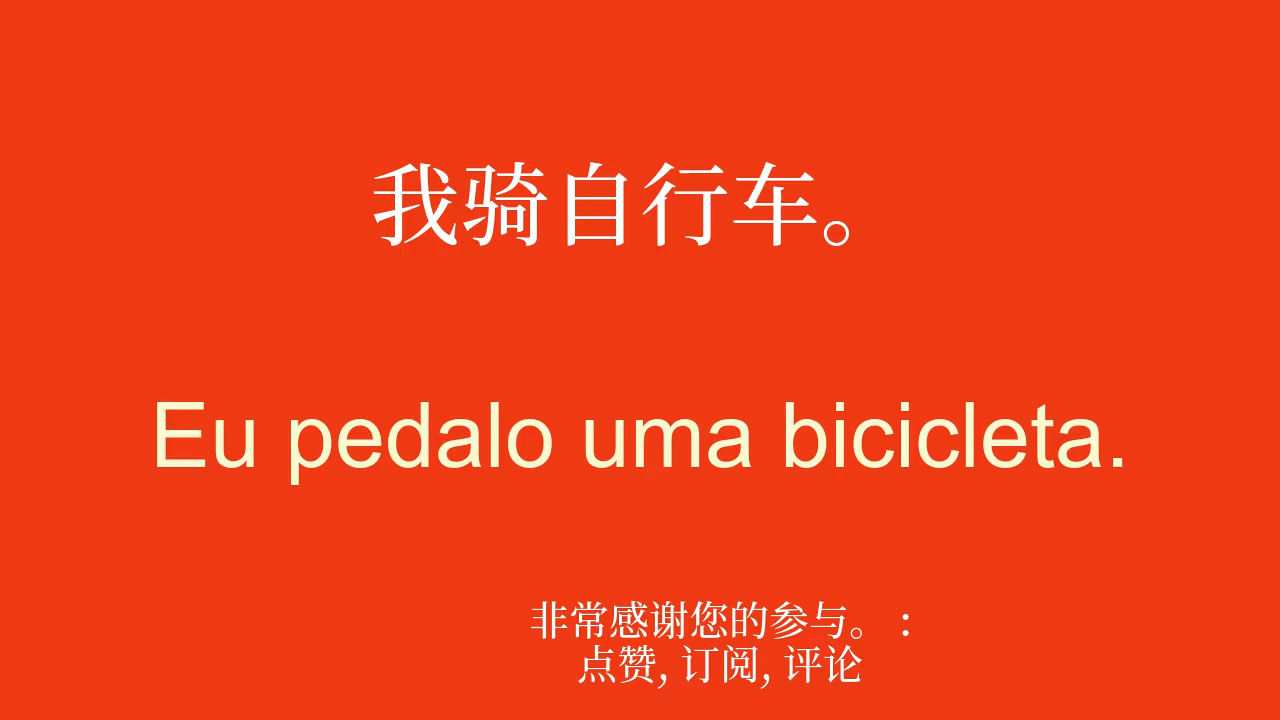 我骑自行车。
Eu pedalo uma bicicleta.
非常感谢您的参与。 :
点赞, 订阅, 评论